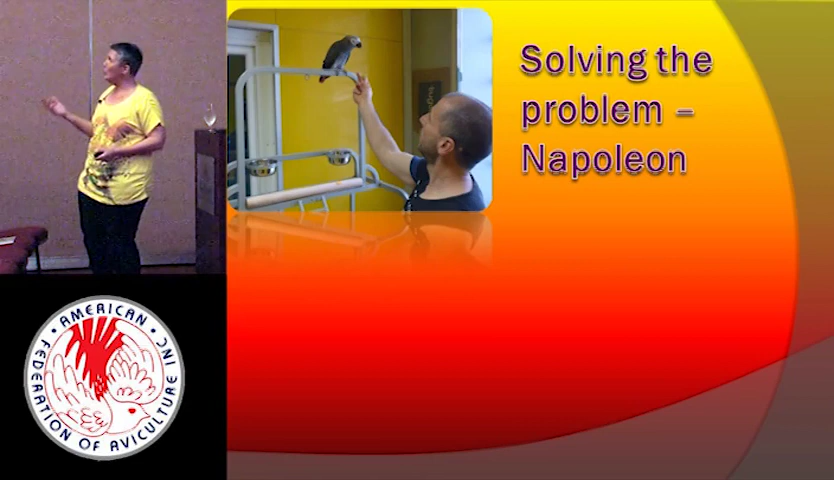 Solving the
problem –
Napoleon
AMERICAN
FEDERATION OF AVICULTURE INC